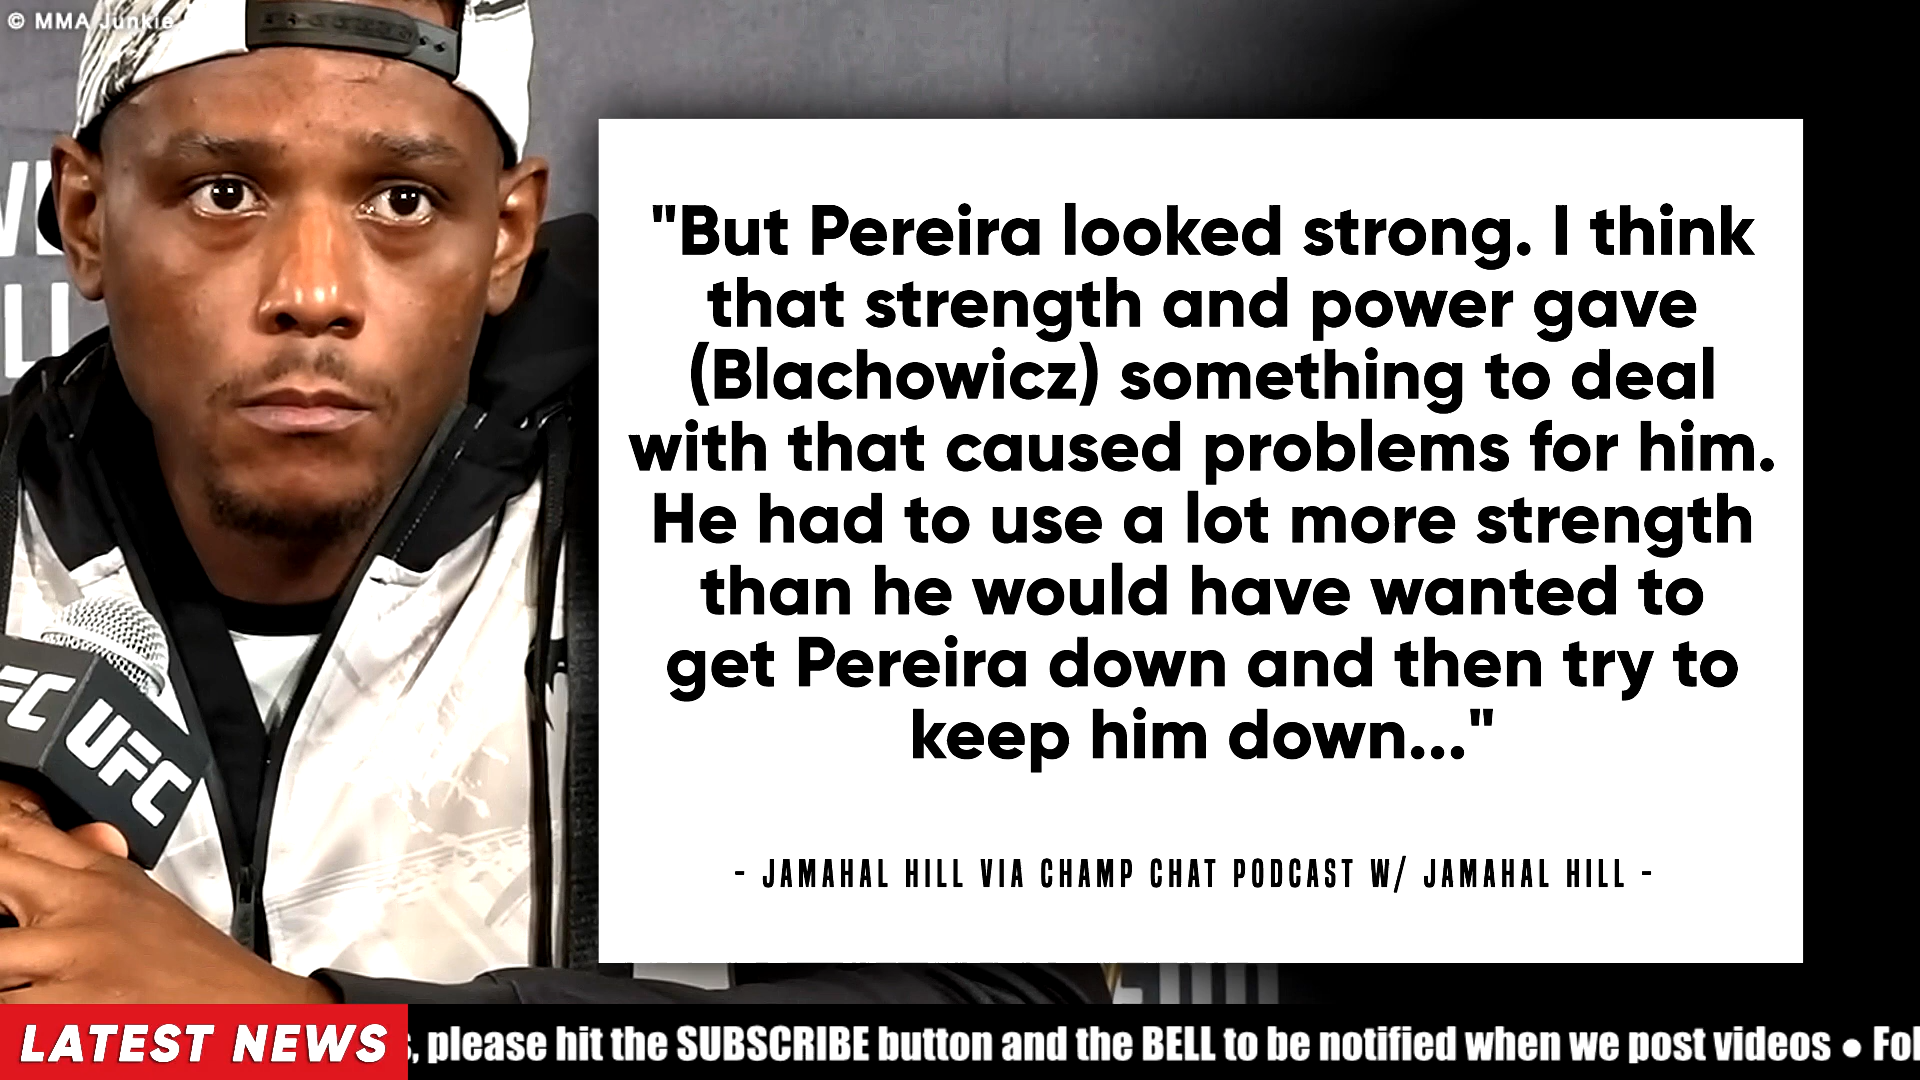 © MMA Junkie
"But Pereira looked strong. I think
that strength and power gave
(Blachowicz) something to deal
with that caused problems for him.
He had to use a lot more strength
than he would have wanted to
get Pereira down and then try to
keep him down..."
- JAMAHAL HILL VIA CHAMP CHAT PODCAST W/ JAMAHAL HILL -
FC
UFC
LATEST NEWS
, please hit the SUBSCRIBE button and the BELL to be notified when we post videos ● Fol